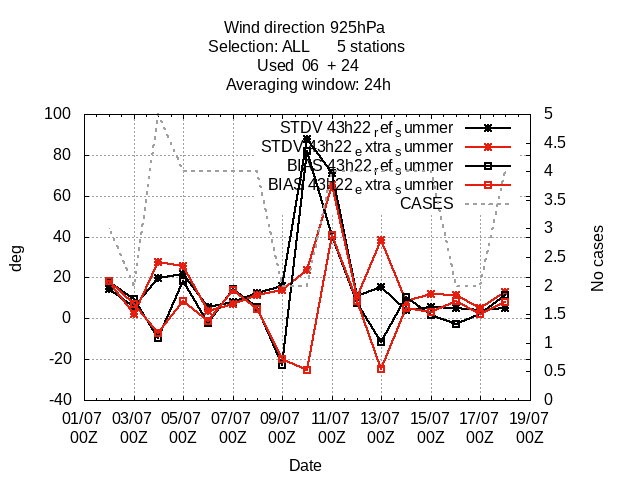 Wind direction 925hPa
Selection: ALL 5 stations
Used 06 + 24
Averaging window: 24h
STDV 43h22refsummer
STDV 43h22extrasummer
BIAS 43h22refsummer
BIAS 43h22extrasummer
CASES
deg
No cases
100
80
60
40
20
0
-20
-40
5
4.5
4
3.5
3
2.5
2
1.5
1
0.5
0
01/07 03/07 05/07 07/07 09/07 11/07 13/07 15/07 17/07 19/07
00Z 00Z 00Z 00Z 00Z 00Z 00Z 00Z 00Z 00Z
Date